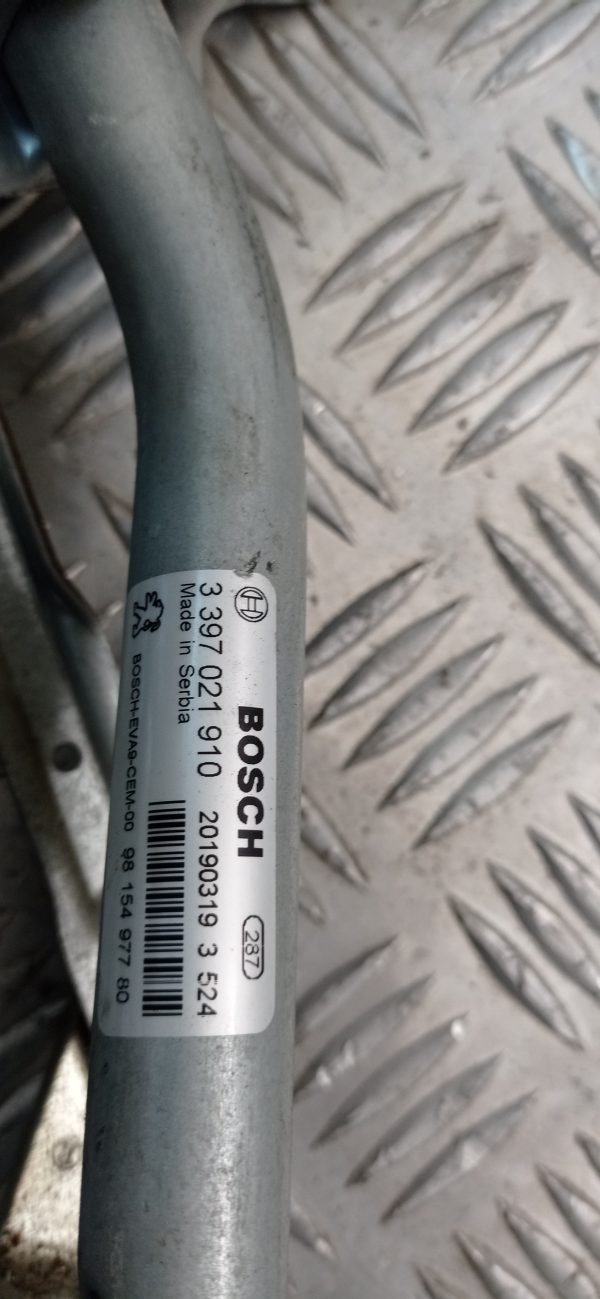 BOSCH 287
3 397 021 910 20190319 3 524
Made in Serbia
BOSCH-EVA9-CEM-00 98 154 977 80